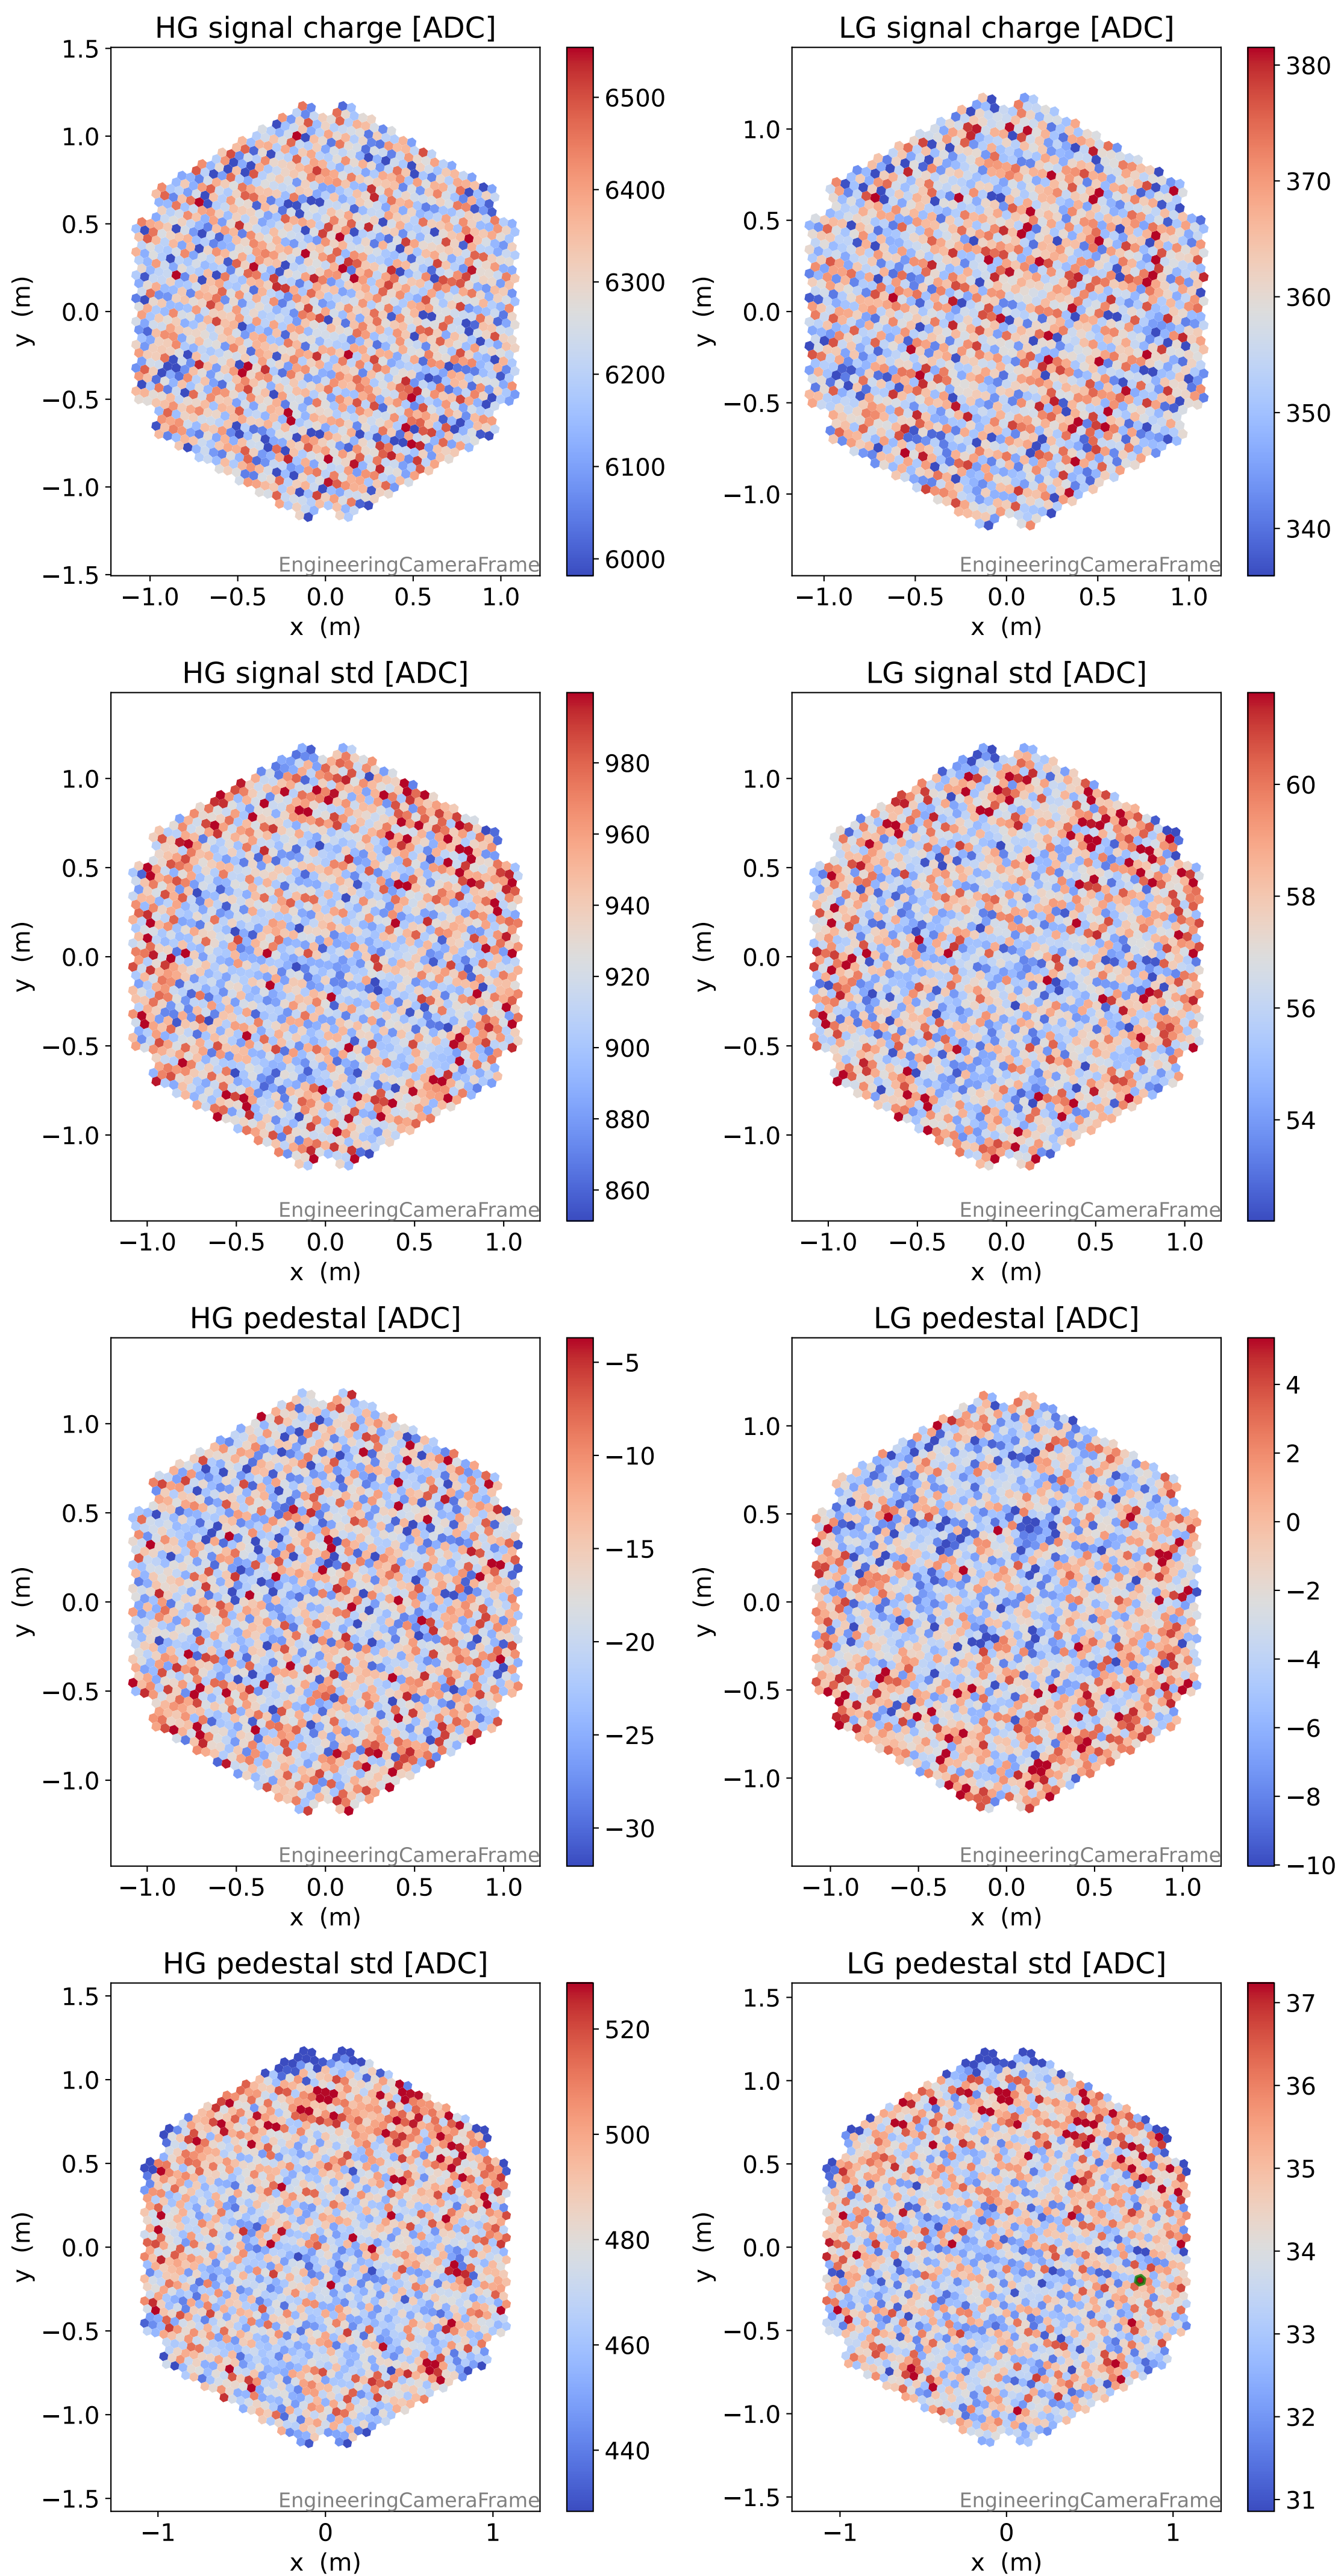 HG signal charge [ADC]
1.5
1.0
0.5
0.0
−0.5
−1.0
−1.5
y (m)
−1.0 −0.5 0.0 0.5 1.0
x (m)
EngineeringCameraFrame
6500
6400
6300
6200
6100
6000
LG signal charge [ADC]
1.0
0.5
0.0
−0.5
−1.0
y (m)
−1.0 −0.5 0.0 0.5 1.0
x (m)
EngineeringCameraFrame
380
370
360
350
340
HG signal std [ADC]
1.0
0.5
0.0
−0.5
−1.0
y (m)
−1.0 −0.5 0.0 0.5 1.0
x (m)
EngineeringCameraFrame
980
960
940
920
900
880
860
LG signal std [ADC]
1.0
0.5
0.0
−0.5
−1.0
y (m)
−1.0 −0.5 0.0 0.5 1.0
x (m)
EngineeringCameraFrame
60
58
56
54
HG pedestal [ADC]
1.0
0.5
0.0
−0.5
−1.0
y (m)
−1.0 −0.5 0.0 0.5 1.0
x (m)
EngineeringCameraFrame
−5
−10
−15
−20
−25
−30
LG pedestal [ADC]
1.0
0.5
0.0
−0.5
−1.0
y (m)
−1.0 −0.5 0.0 0.5 1.0
x (m)
EngineeringCameraFrame
4
2
0
−2
−4
−6
−8
−10
HG pedestal std [ADC]
1.5
1.0
0.5
0.0
−0.5
−1.0
−1.5
y (m)
−1 0 1
x (m)
EngineeringCameraFrame
520
500
480
460
440
LG pedestal std [ADC]
1.5
1.0
0.5
0.0
−0.5
−1.0
−1.5
y (m)
−1 0 1
x (m)
EngineeringCameraFrame
37
36
35
34
33
32
31